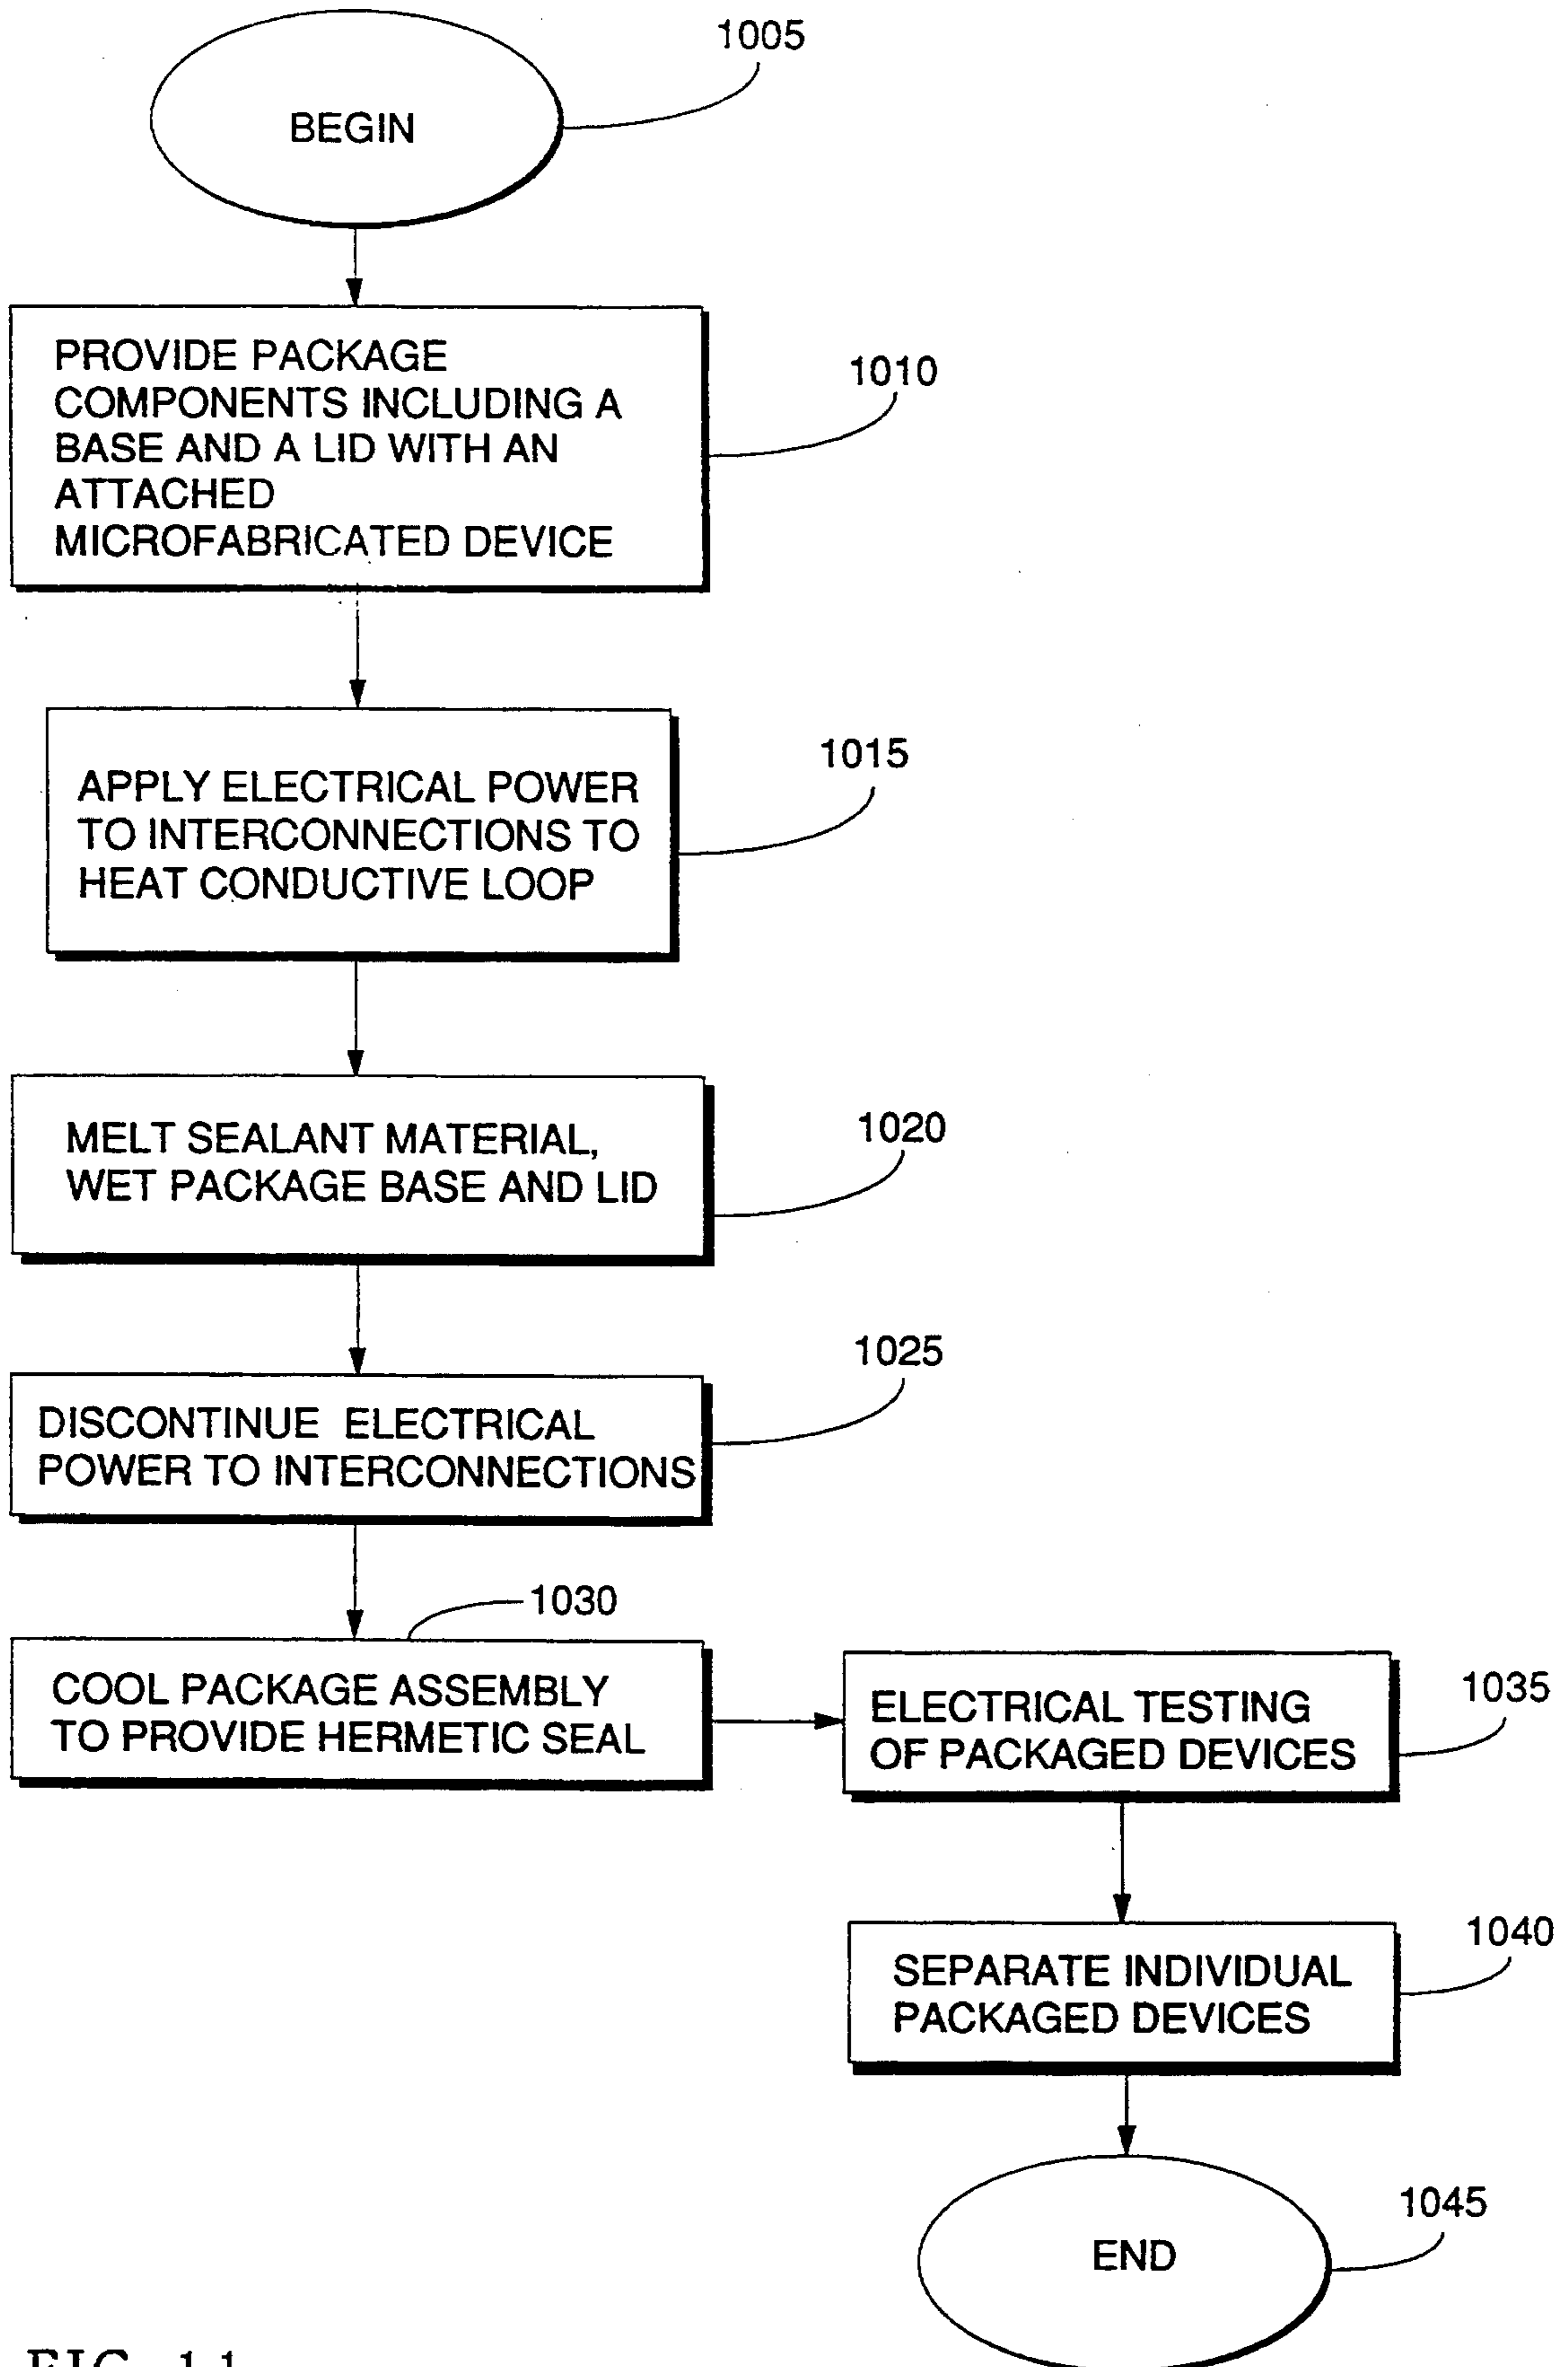 1005
BEGIN
PROVIDE PACKAGE
COMPONENTS INCLUDING A
BASE AND A LID WITH AN
ATTACHED
MICROFABRICATED DEVICE
1010
APPLY ELECTRICAL POWER
TO INTERCONNECTIONS TO
HEAT CONDUCTIVE LOOP
1015
MELT SEALANT MATERIAL,
WET PACKAGE BASE AND LID
1020
DISCONTINUE ELECTRICAL
POWER TO INTERCONNECTIONS
1025
1030
COOL PACKAGE ASSEMBLY
TO PROVIDE HERMETIC SEAL
ELECTRICAL TESTING
OF PACKAGED DEVICES
1035
SEPARATE INDIVIDUAL
PACKAGED DEVICES
1040
END
1045
FIG. 11